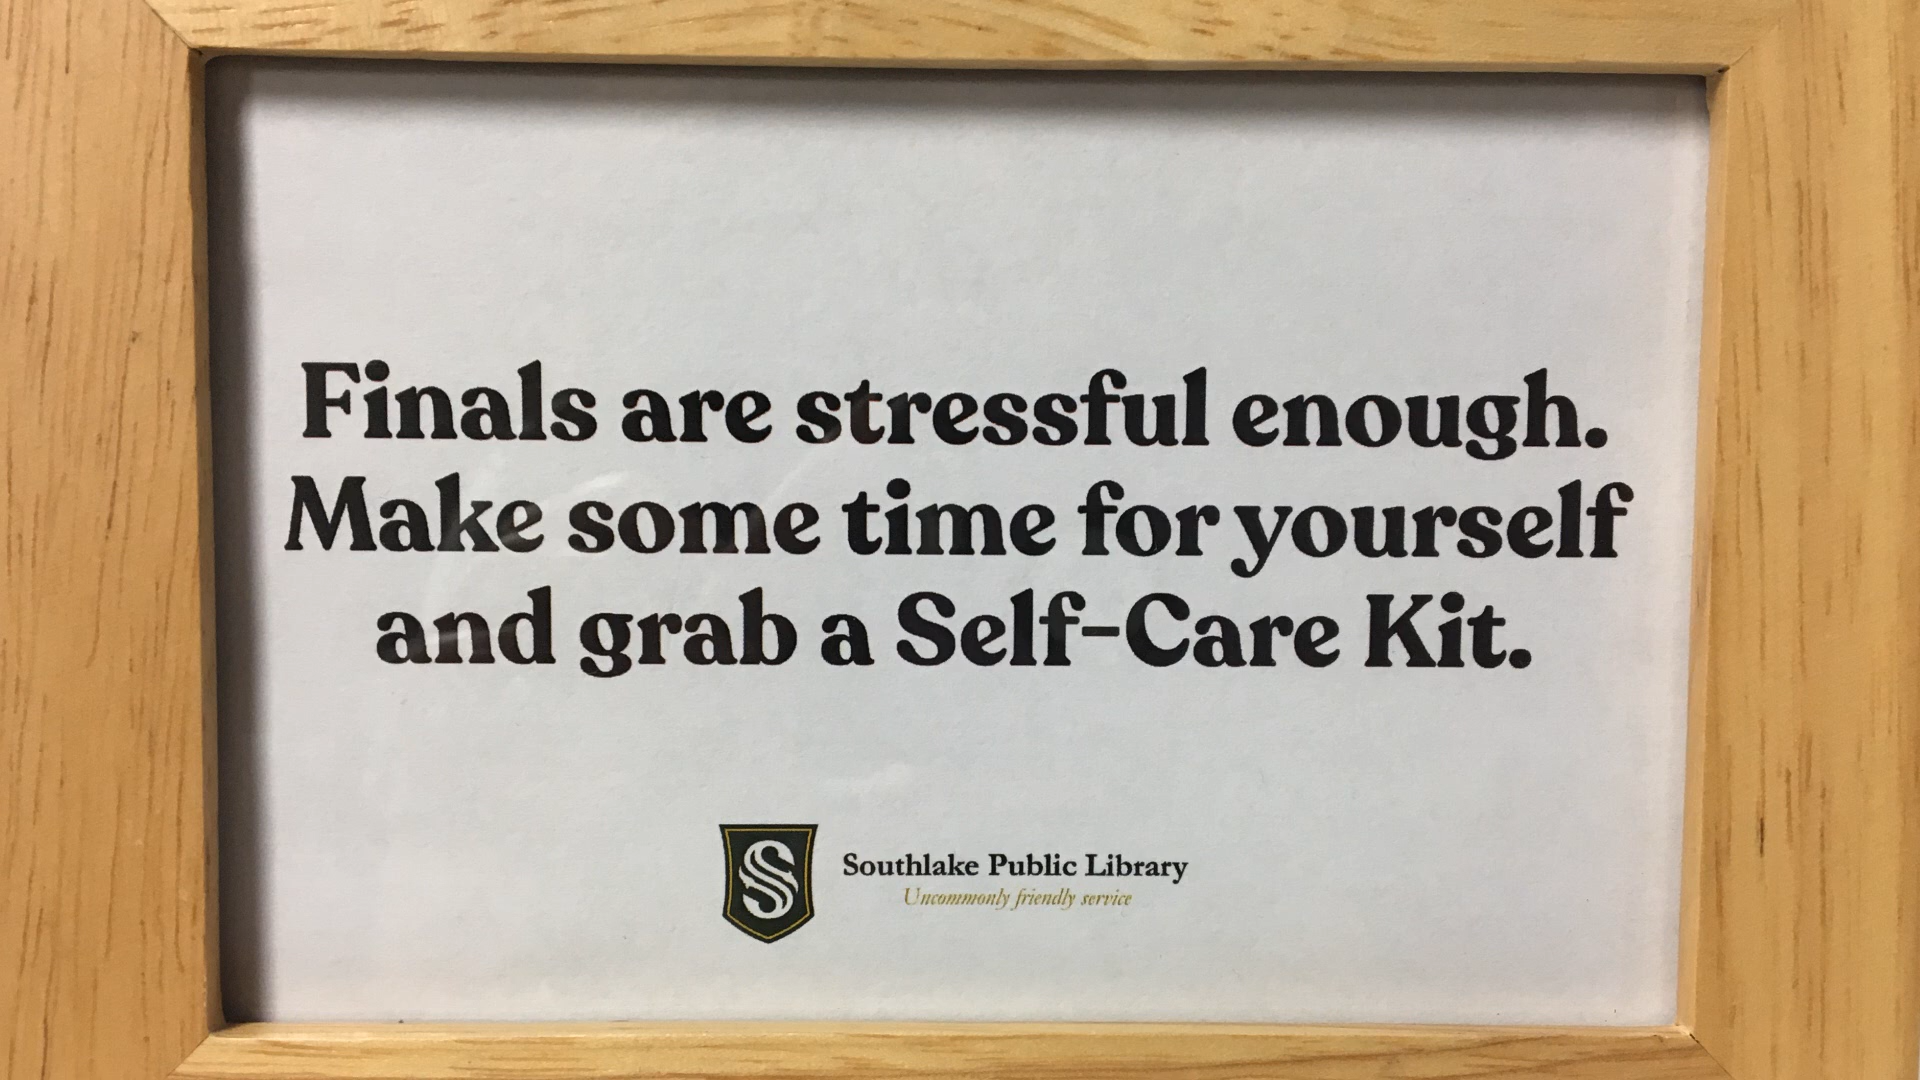 Finals are stressful enough.
Make some time for yourself
and grab a Self-Care Kit.
S
Southlake Public Library
Uncommonly friendly service